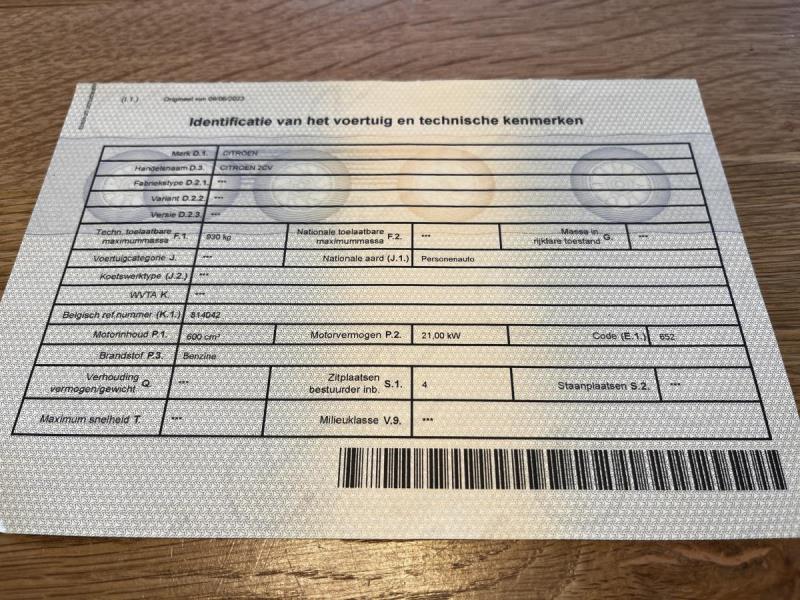 (I.1.) Origineel van 09/06/2023
Identificatie van het voertuig en technische kenmerken
Merk D.1. CITROEN
Handelsnaam D.3. CITROEN 2CV
Fabriekstype D.2.1. ***
Variant D.2.2. ***
Versie D.2.3. ***
Techn. toelaatbare maximummassa F.1. 930 kg Nationale toelaatbare maximummassa F.2. *** Massa in rijklare toestand G. ***
Voertuigcategorie J. *** Nationale aard (J.1.) Personenauto
Koetswerktype (J.2.) ***
WVTA K. ***
Belgisch ref.nummer (K.1.) 814042
Motorinhoud P.1. 600 cm³ Motorvermogen P.2. 21,00 kW Code (E.1.) 652
Brandstof P.3. Benzine
Verhouding vermogen/gewicht Q. *** Zitplaatsen bestuurder inb. S.1. 4 Staanplaatsen S.2. ***
Maximum snelheid T. *** Milieuklasse V.9. ***